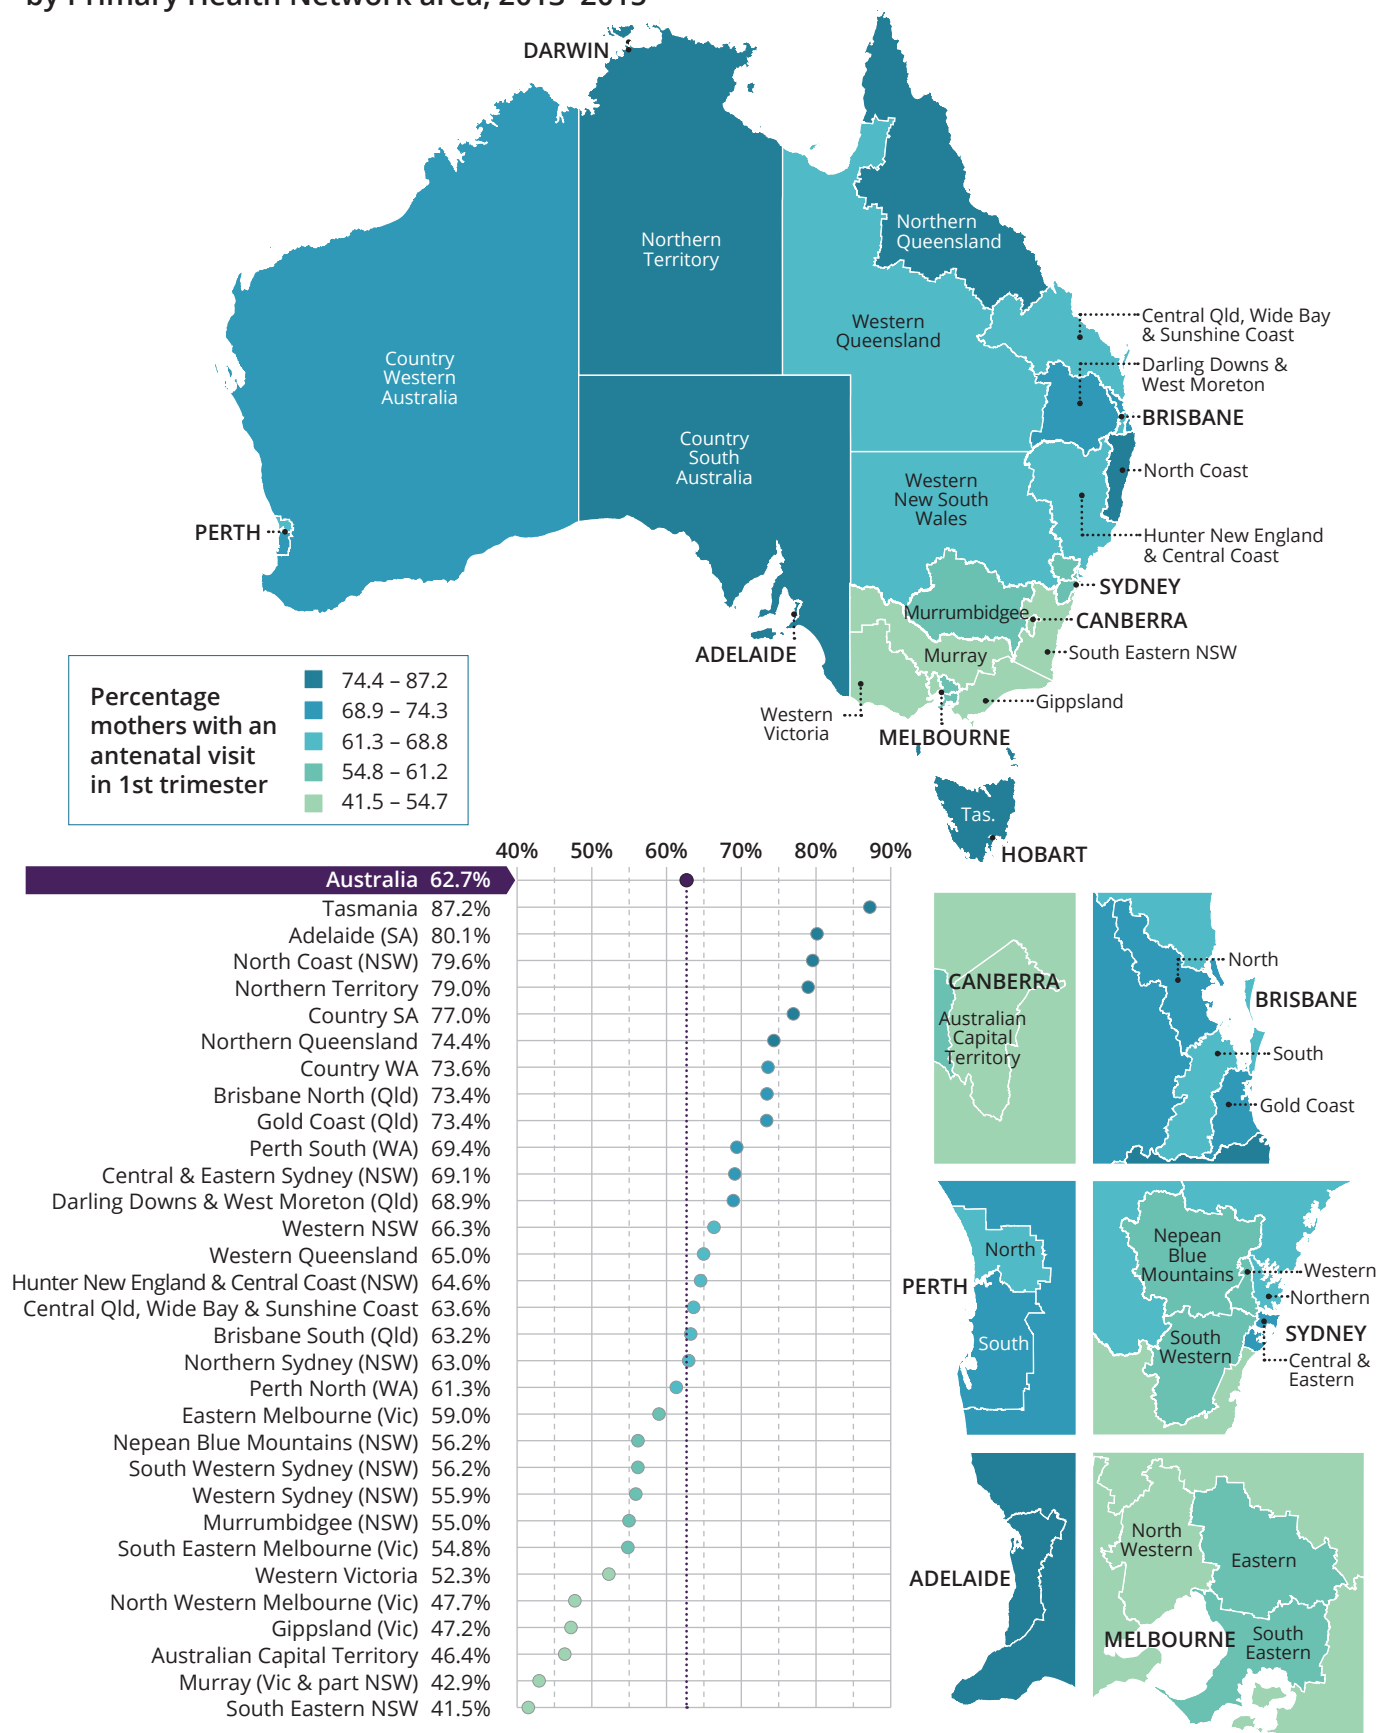 by Primary Health Network area, 2013–2015
DARWIN
Northern
Queensland
Northern
Territory
Western
Queensland
Country
Western
Australia
Country
South
Australia
Central Qld, Wide Bay
& Sunshine Coast
Darling Downs &
West Moreton
BRISBANE
North Coast
Western
New South
Wales
PERTH
Hunter New England
& Central Coast
SYDNEY
Murrumbidgee
CANBERRA
ADELAIDE
Murray
South Eastern NSW
Gippsland
Western
Victoria
MELBOURNE
Tas.
HOBART
Percentage
mothers with an
antenatal visit
in 1st trimester
74.4 – 87.2
68.9 – 74.3
61.3 – 68.8
54.8 – 61.2
41.5 – 54.7
40% 50% 60% 70% 80% 90%
Australia 62.7%
Tasmania 87.2%
Adelaide (SA) 80.1%
North Coast (NSW) 79.6%
Northern Territory 79.0%
Country SA 77.0%
Northern Queensland 74.4%
Country WA 73.6%
Brisbane North (Qld) 73.4%
Gold Coast (Qld) 73.4%
Perth South (WA) 69.4%
Central & Eastern Sydney (NSW) 69.1%
Darling Downs & West Moreton (Qld) 68.9%
Western NSW 66.3%
Western Queensland 65.0%
Hunter New England & Central Coast (NSW) 64.6%
Central Qld, Wide Bay & Sunshine Coast 63.6%
Brisbane South (Qld) 63.2%
Northern Sydney (NSW) 63.0%
Perth North (WA) 61.3%
Eastern Melbourne (Vic) 59.0%
Nepean Blue Mountains (NSW) 56.2%
South Western Sydney (NSW) 56.2%
Western Sydney (NSW) 55.9%
Murrumbidgee (NSW) 55.0%
South Eastern Melbourne (Vic) 54.8%
Western Victoria 52.3%
North Western Melbourne (Vic) 47.7%
Gippsland (Vic) 47.2%
Australian Capital Territory 46.4%
Murray (Vic & part NSW) 42.9%
South Eastern NSW 41.5%
CANBERRA
Australian
Capital
Territory
North
BRISBANE
South
Gold Coast
PERTH
North
South
Nepean
Blue
Mountains
Western
Northern
SYDNEY
South
Western
Central &
Eastern
ADELAIDE
North
Western
Eastern
MELBOURNE
South
Eastern